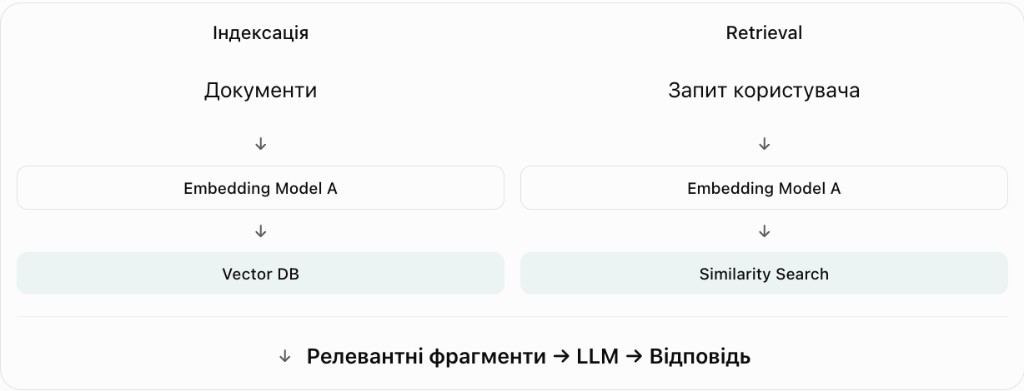 Індексація
Документи
↓
Embedding Model A
↓
Vector DB
Retrieval
Запит користувача
↓
Embedding Model A
↓
Similarity Search
↓ Релевантні фрагменти → LLM → Відповідь